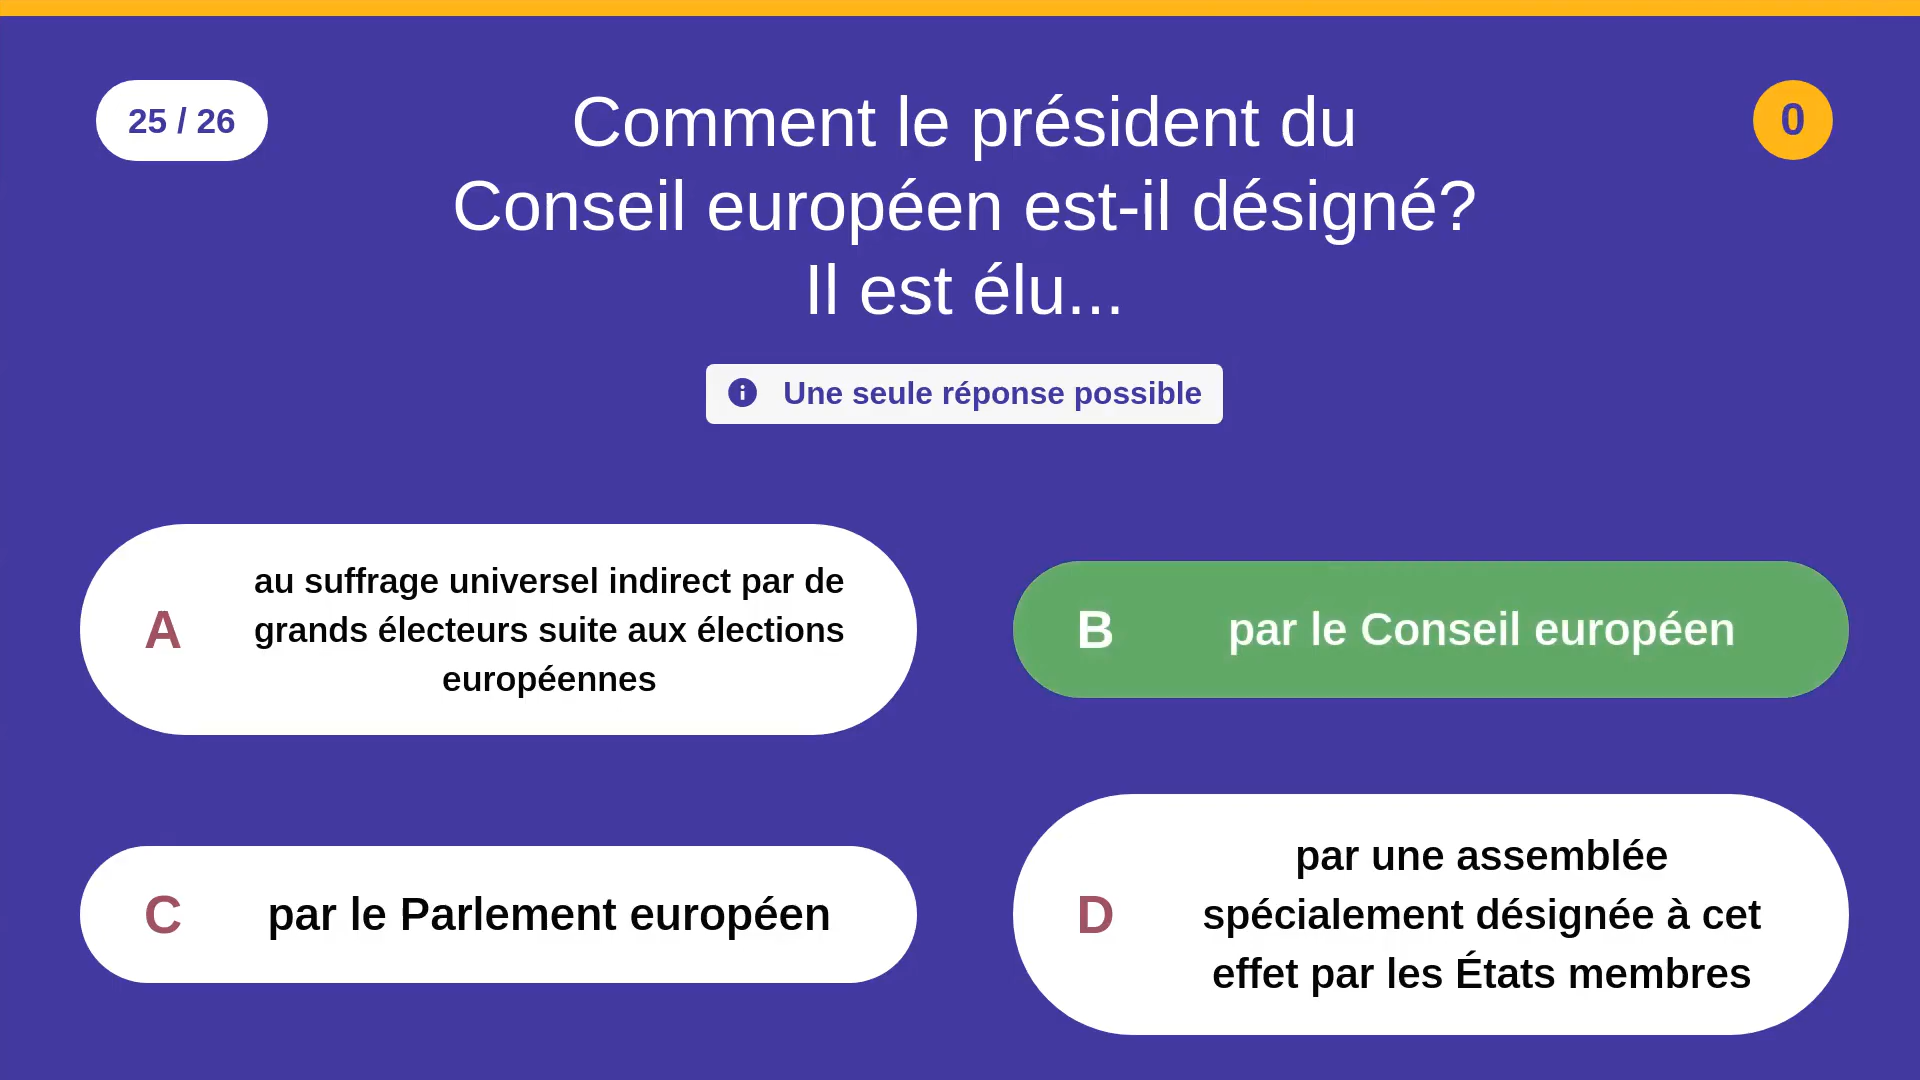 25 / 26
Comment le président du
Conseil européen est-il désigné?
Il est élu...
0
Une seule réponse possible
A
au suffrage universel indirect par de
grands électeurs suite aux élections
européennes
B
par le Conseil européen
C
par le Parlement européen
D
par une assemblée
spécialement désignée à cet
effet par les États membres